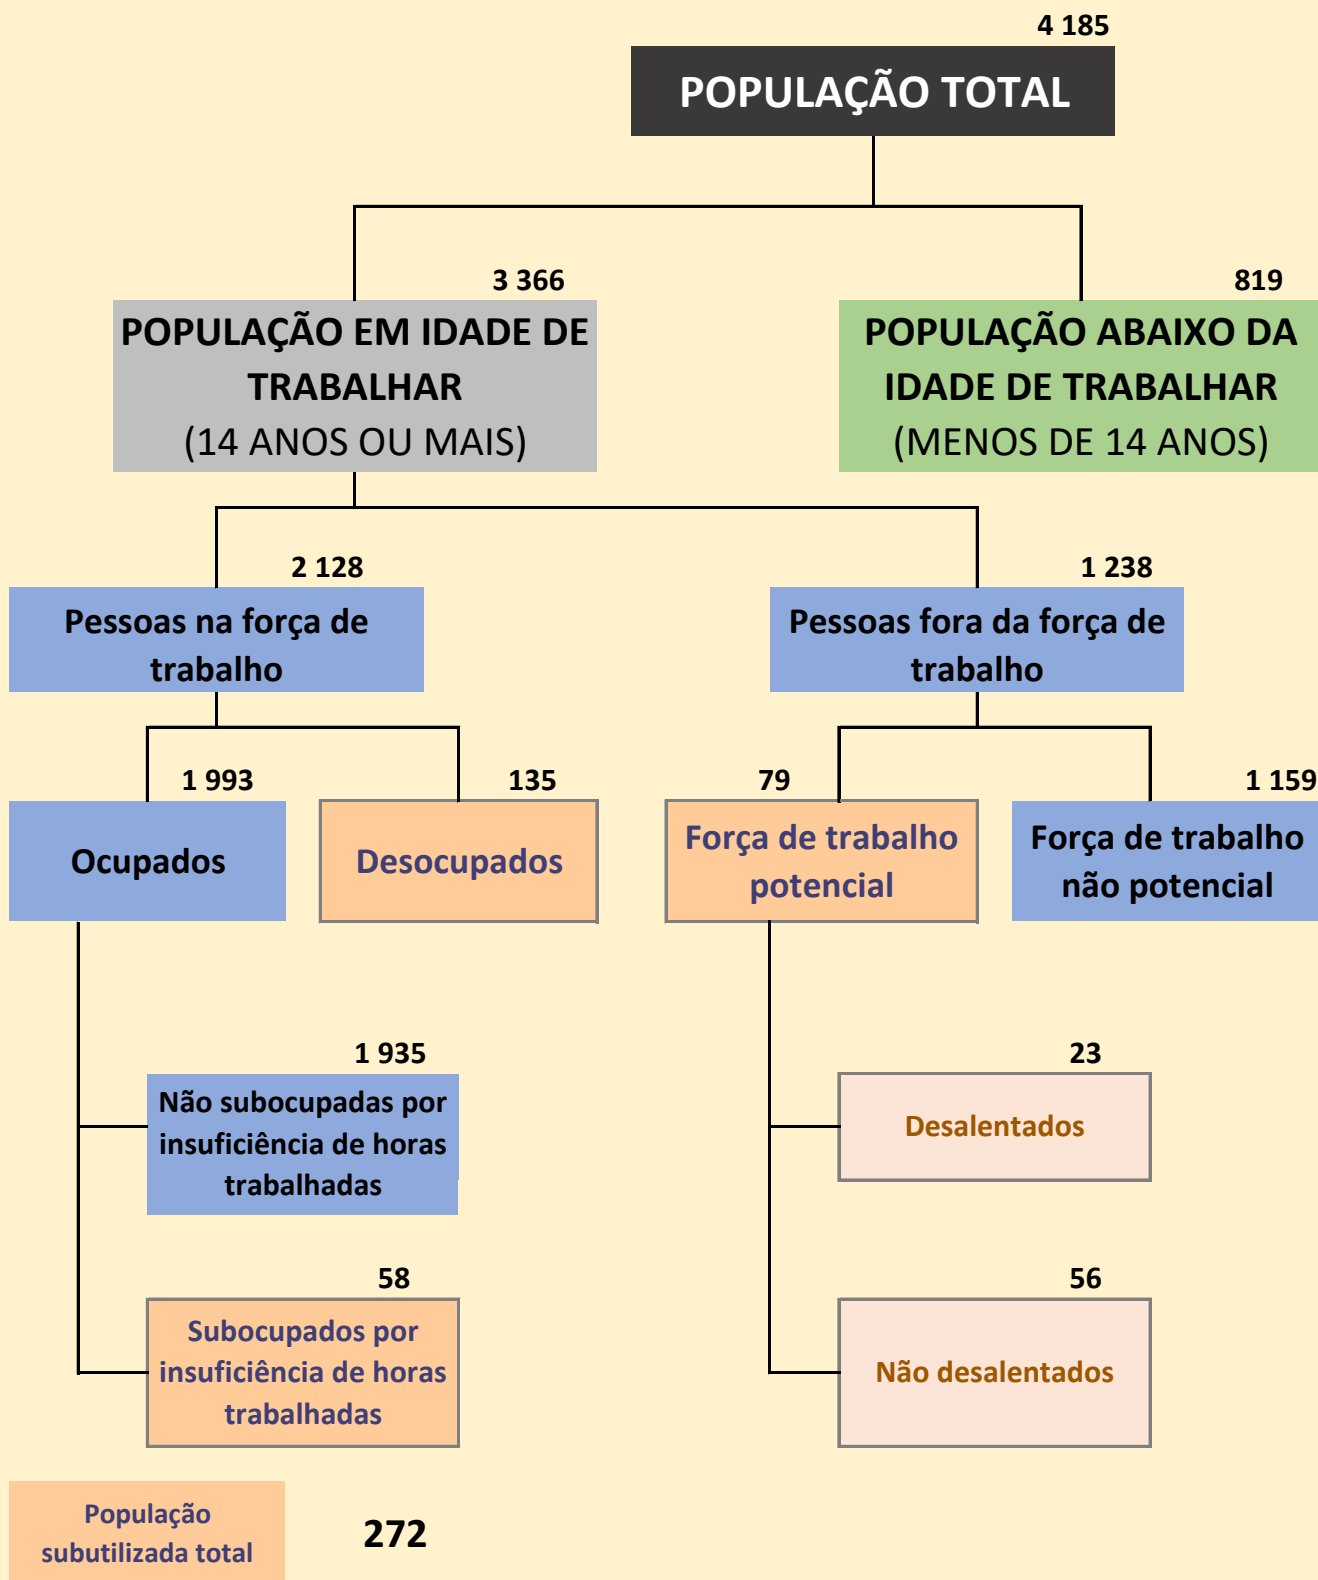 4 185
POPULAÇÃO TOTAL
3 366
POPULAÇÃO EM IDADE DE
TRABALHAR
(14 ANOS OU MAIS)
819
POPULAÇÃO ABAIXO DA
IDADE DE TRABALHAR
(MENOS DE 14 ANOS)
2 128
Pessoas na força de
trabalho
1 238
Pessoas fora da força de
trabalho
1 993
Ocupados
135
Desocupados
79
Força de trabalho
potencial
1 159
Força de trabalho
não potencial
1 935
Não subocupadas por
insuficiência de horas
trabalhadas
23
Desalentados
58
Subocupados por
insuficiência de horas
trabalhadas
56
Não desalentados
População
subutilizada total
272